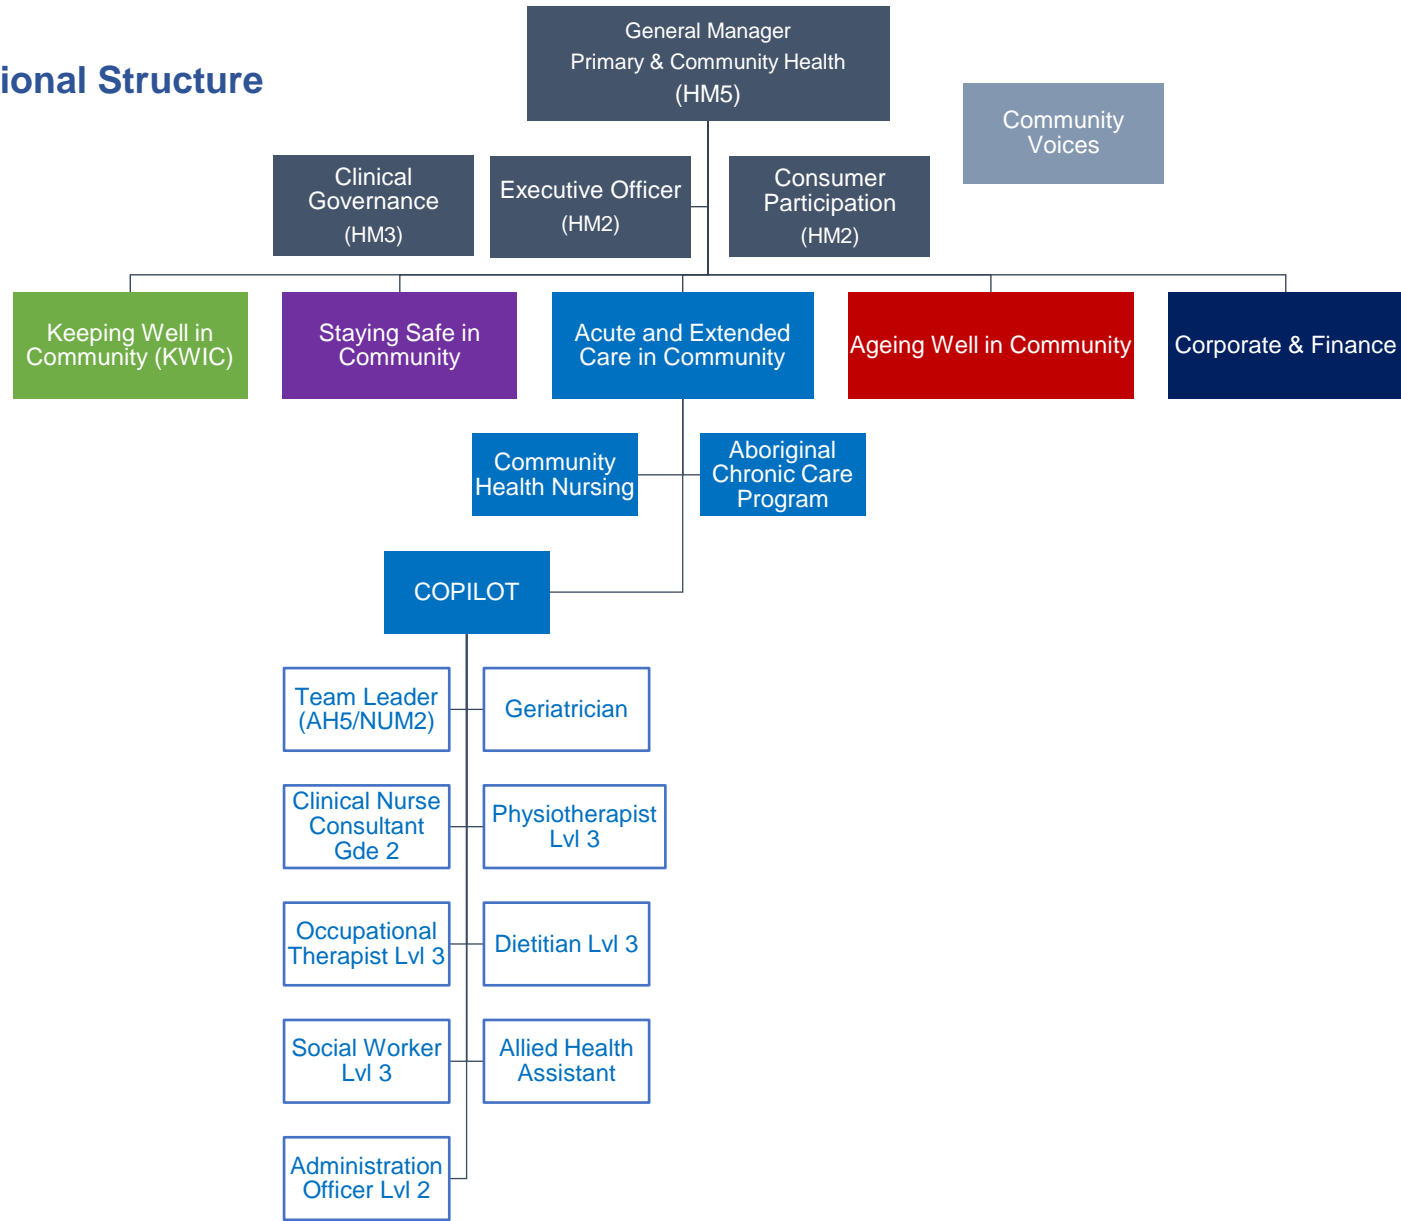 General Manager
Primary & Community Health
(HM5)
ional Structure
Community
Voices
Clinical
Governance
(HM3)
Executive Officer
(HM2)
Consumer
Participation
(HM2)
Keeping Well in
Community (KWIC)
Staying Safe in
Community
Acute and Extended
Care in Community
Ageing Well in Community
Corporate & Finance
Community
Health Nursing
Aboriginal
Chronic Care
Program
COPILOT
Team Leader
(AH5/NUM2)
Geriatrician
Clinical Nurse
Consultant
Gde 2
Physiotherapist
Lvl 3
Occupational
Therapist Lvl 3
Dietitian Lvl 3
Social Worker
Lvl 3
Allied Health
Assistant
Administration
Officer Lvl 2